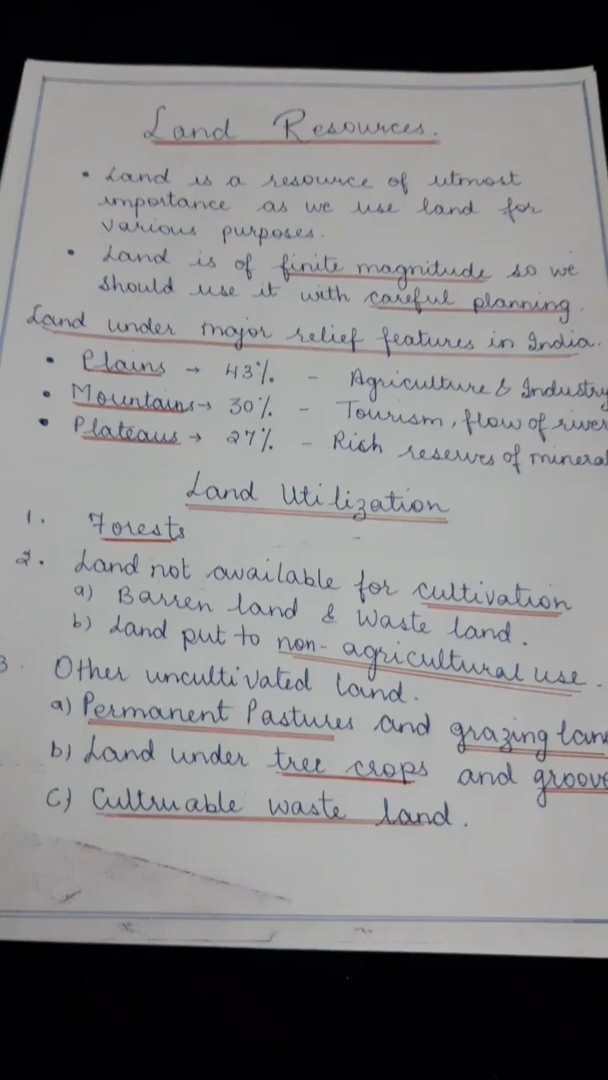 Land Resources.
• Land is a resource of utmost
importance as we use land for
various purposes.
• Land is of finite magnitude so we
should use it with careful planning.
Land under major relief features in India.
• Plains → 43% - Agriculture & Industry
• Mountains → 30% - Tourism, flow of river
• Plateaus → 27% - Rich reserves of mineral
Land Utilization
1. Forests
2. Land not available for cultivation
a) Barren land & Waste land.
b) Land put to non-agricultural use.
3. Other uncultivated land.
a) Permanent Pastures and grazing land
b) Land under tree crops and groove
c) Cultruable waste land.